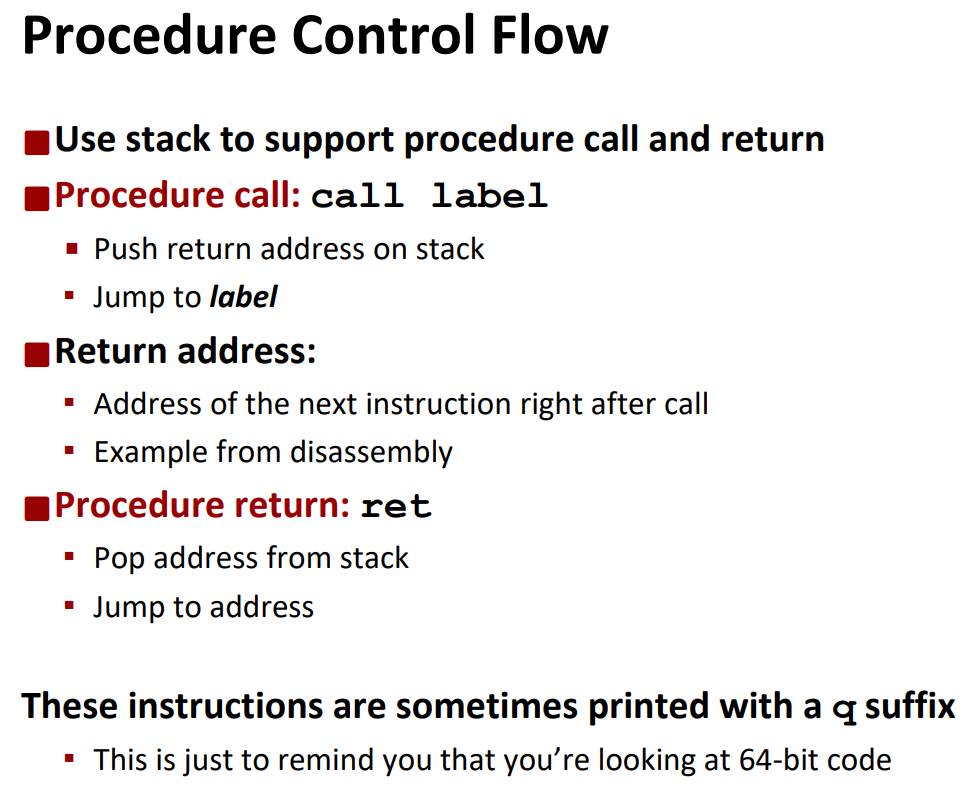 Procedure Control Flow
Use stack to support procedure call and return
Procedure call: call label
Push return address on stack
Jump to label
Return address:
Address of the next instruction right after call
Example from disassembly
Procedure return: ret
Pop address from stack
Jump to address
These instructions are sometimes printed with a q suffix
This is just to remind you that you’re looking at 64-bit code